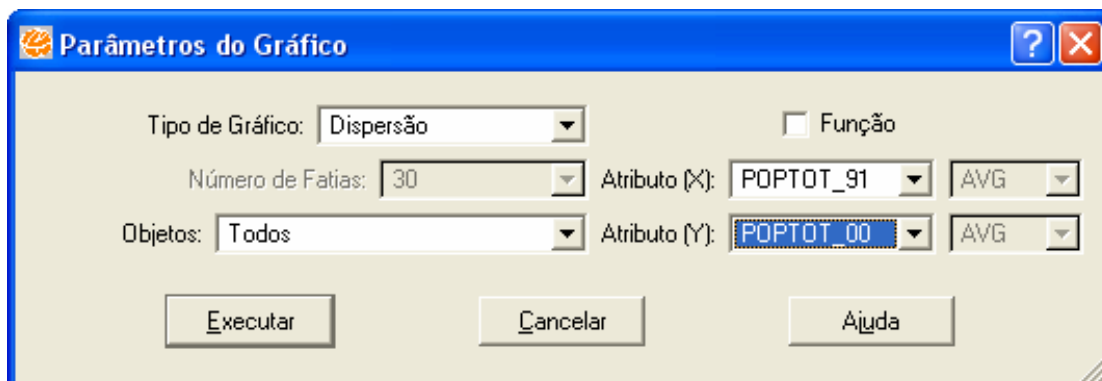 Parâmetros do Gráfico
Tipo de Gráfico: Dispersão Função
Número de Fatias: 30 Atributo (X): POPTOT_91 AVG
Objetos: Todos Atributo (Y): POPTOT_00 AVG
Executar Cancelar Ajuda